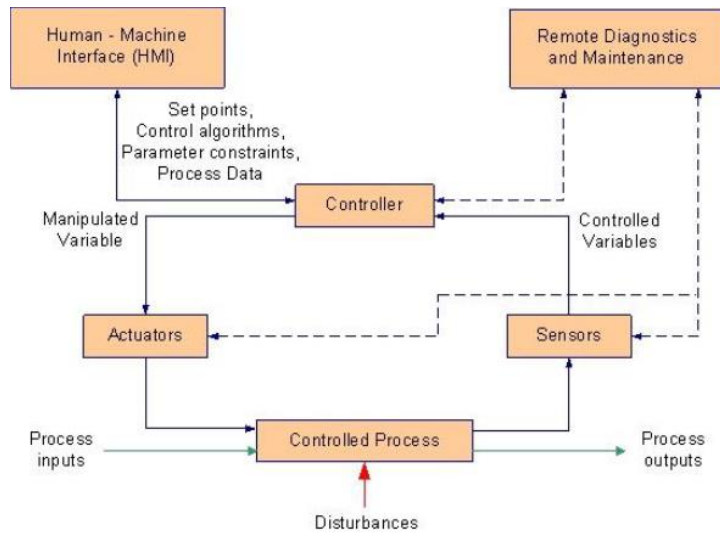 Human - Machine
Interface (HMI)
Remote Diagnostics
and Maintenance
Set points,
Control algorithms,
Parameter constraints,
Process Data
Controller
Manipulated
Variable
Controlled
Variables
Actuators
Sensors
Process
inputs
Controlled Process
Process
outputs
Disturbances